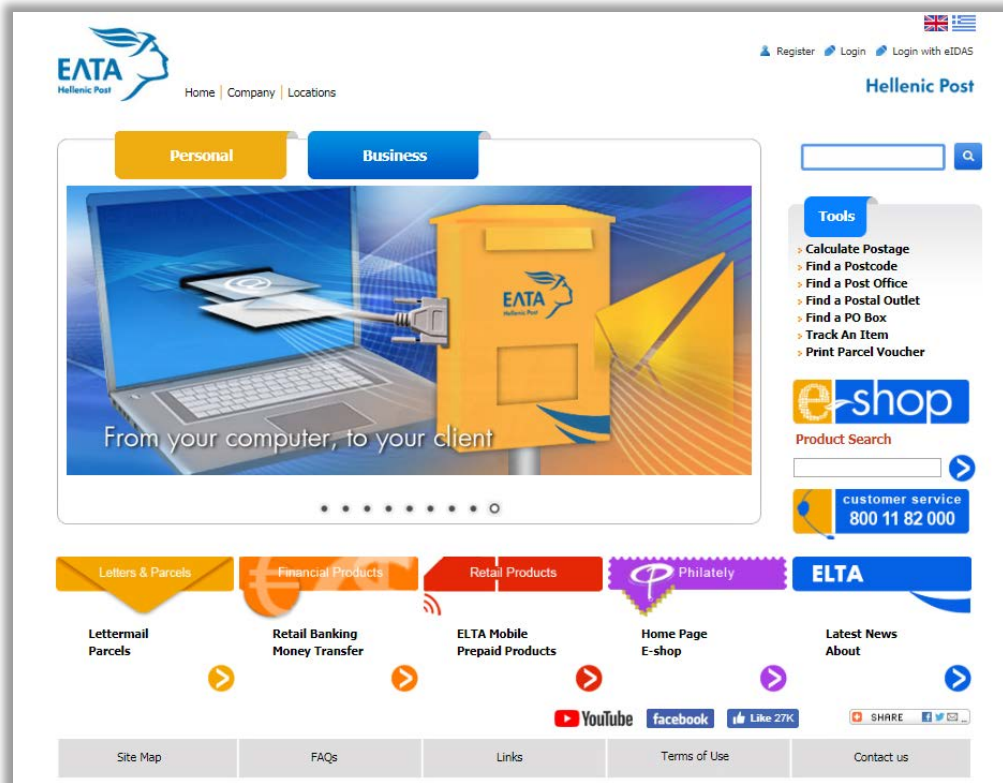 Register Login Login with eIDAS
ΕΛΤΑ
Hellenic Post
Home | Company | Locations
Hellenic Post
Personal
Business
Tools
Calculate Postage
Find a Postcode
Find a Post Office
Find a Postal Outlet
Find a PO Box
Track An Item
Print Parcel Voucher
@
ΕΛΤΑ
Hellenic Post
From your computer, to your client
e-shop
Product Search
customer service
800 11 82 000
Letters & Parcels
Financial Products
Retail Products
Philately
ELTA
Lettermail
Parcels
Retail Banking
Money Transfer
ELTA Mobile
Prepaid Products
Home Page
E-shop
Latest News
About
YouTube
facebook
Like 27K
SHARE
Site Map
FAQs
Links
Terms of Use
Contact us